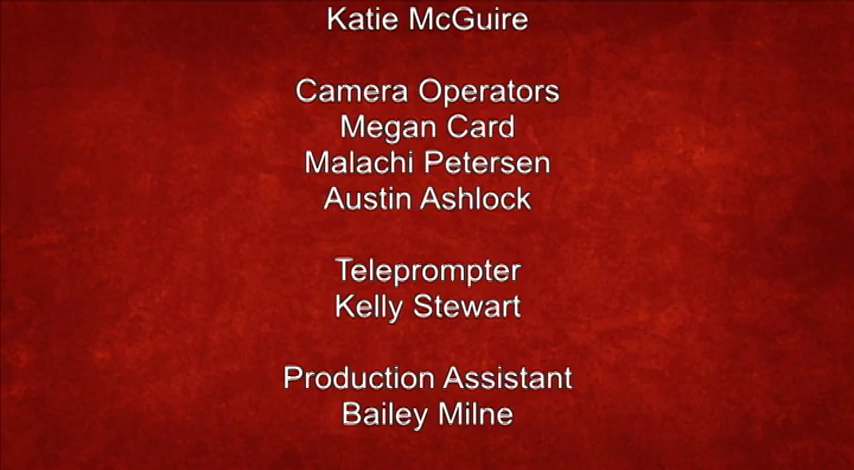 Katie McGuire
Camera Operators
Megan Card
Malachi Petersen
Austin Ashlock
Teleprompter
Kelly Stewart
Production Assistant
Bailey Milne